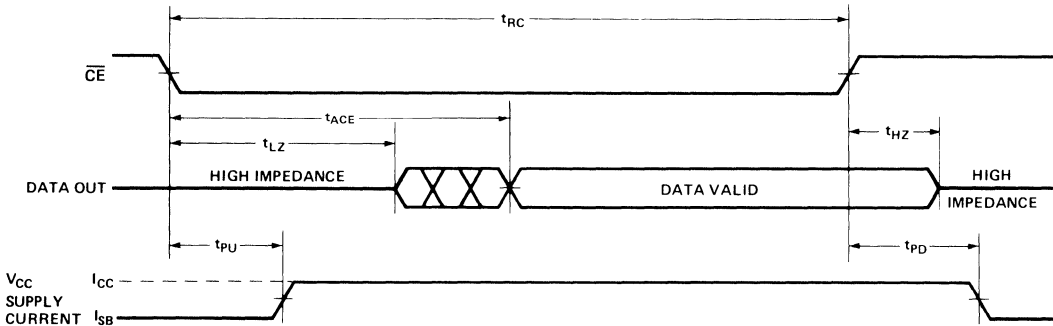 tRC
CE
tACE
tLZ
tHZ
DATA OUT
HIGH IMPEDANCE
DATA VALID
HIGH
IMPEDANCE
tPU
tPD
VCC
ICC
SUPPLY
CURRENT
ISB